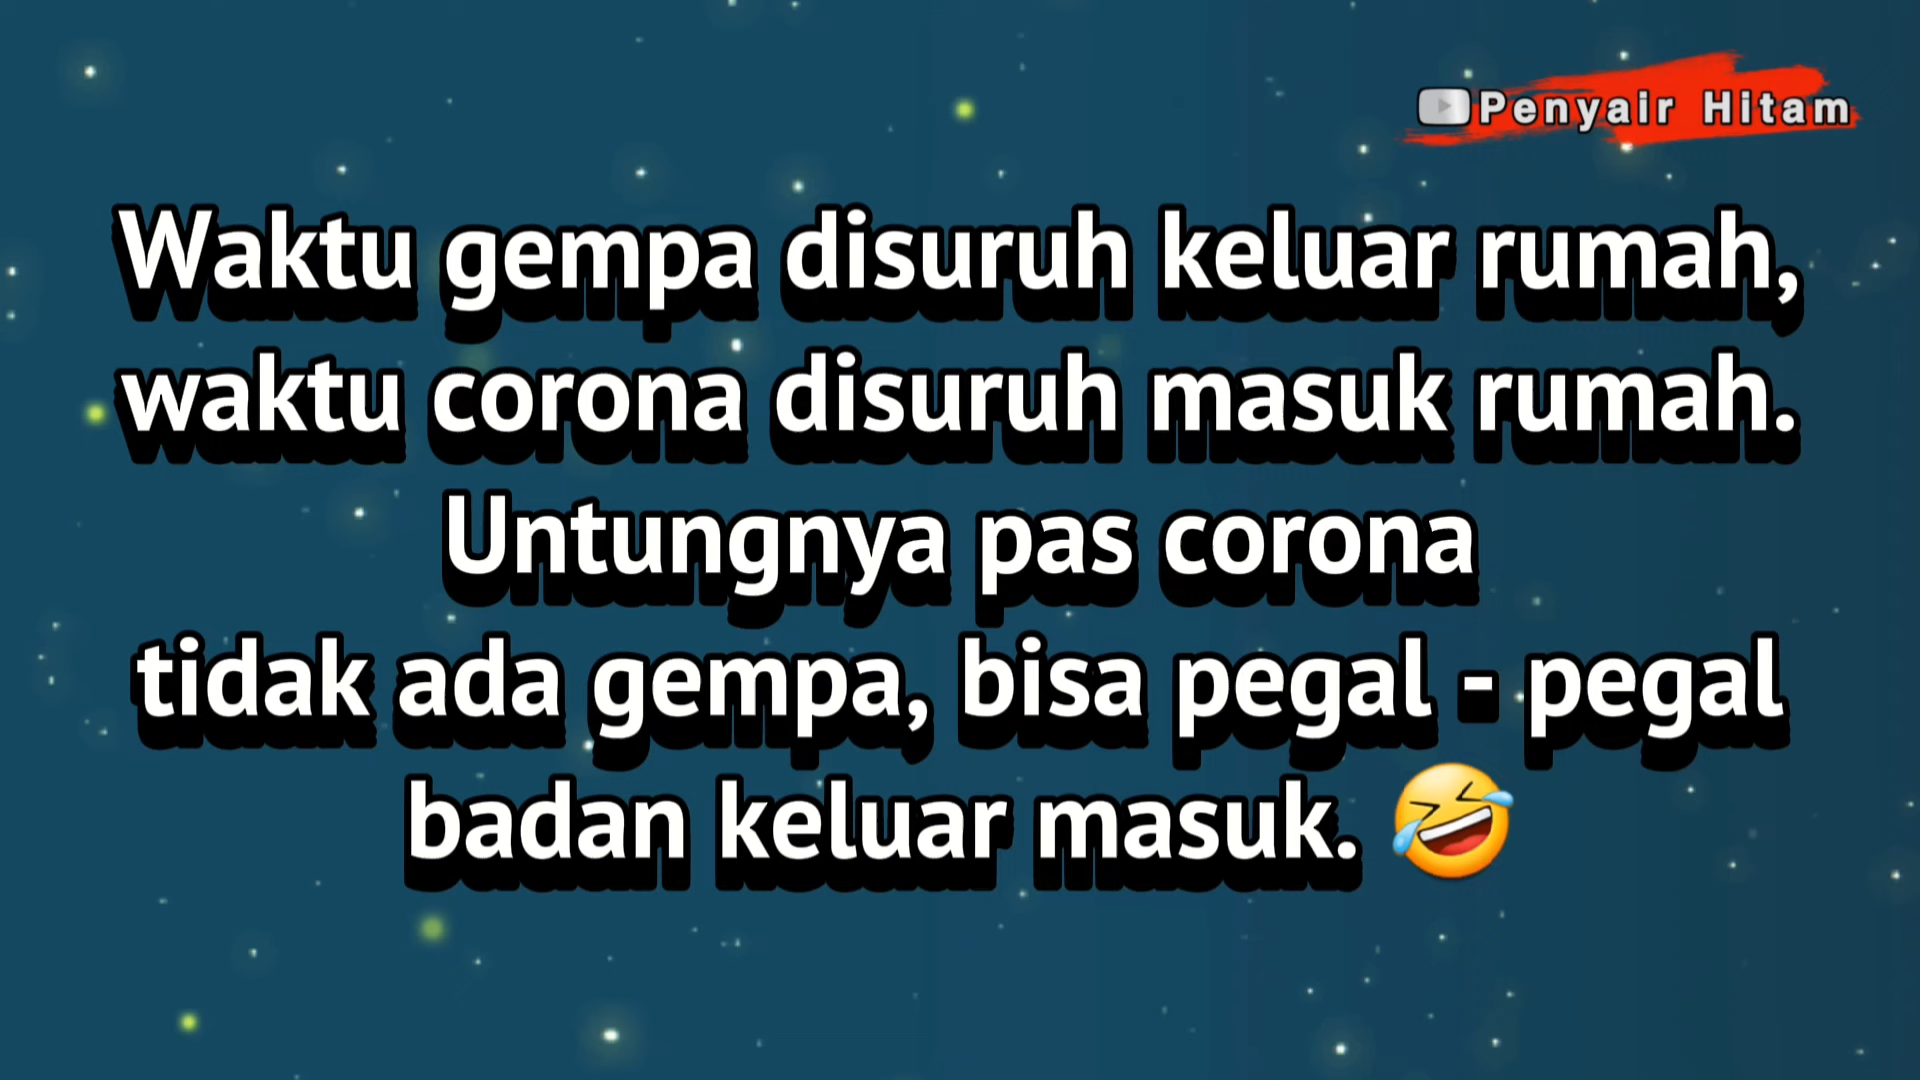 Penyair Hitam
Waktu gempa disuruh keluar rumah,
waktu corona disuruh masuk rumah.
Untungnya pas corona
tidak ada gempa, bisa pegal - pegal
badan keluar masuk. 🤣